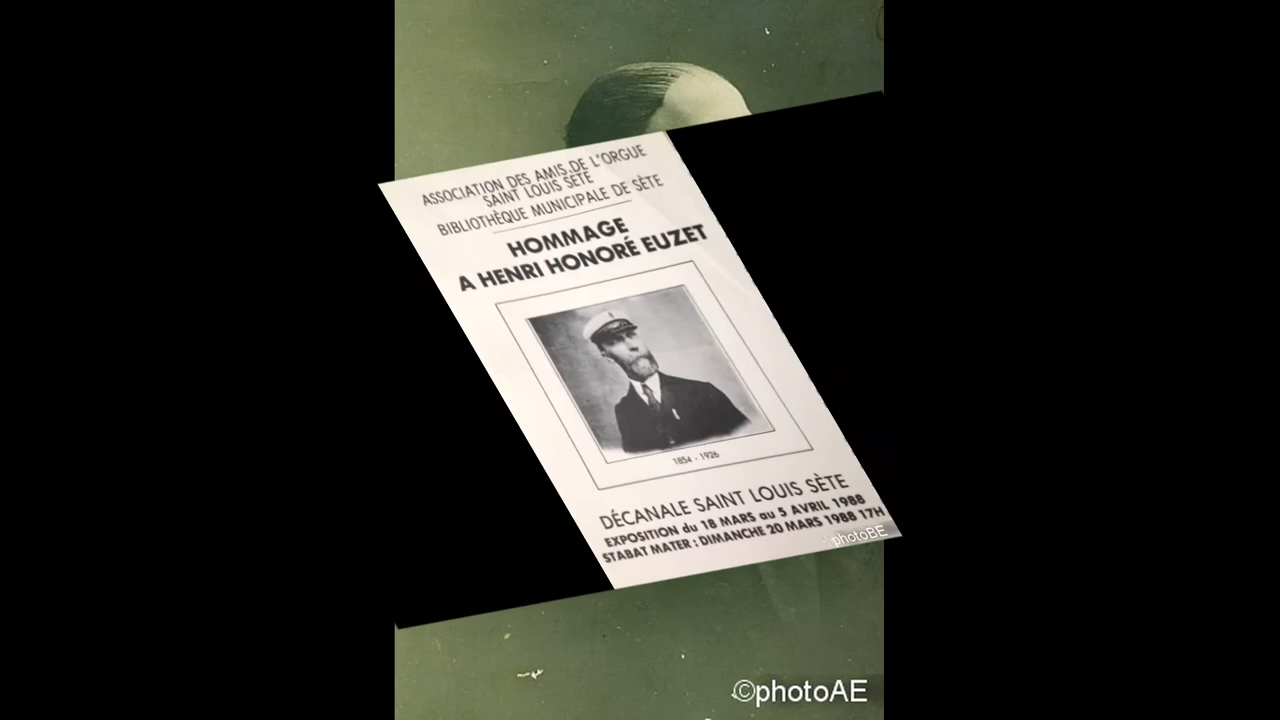 ASSOCIATION DES AMIS DE L'ORGUE
SAINT LOUIS SÈTE
BIBLIOTHÈQUE MUNICIPALE DE SÈTE
HOMMAGE
A HENRI HONORÉ EUZET
1854 - 1926
DÉCANALE SAINT LOUIS SÈTE
EXPOSITION du 18 MARS au 5 AVRIL 1988
STABAT MATER : DIMANCHE 20 MARS 1988 17H
photoBE
©photoAE